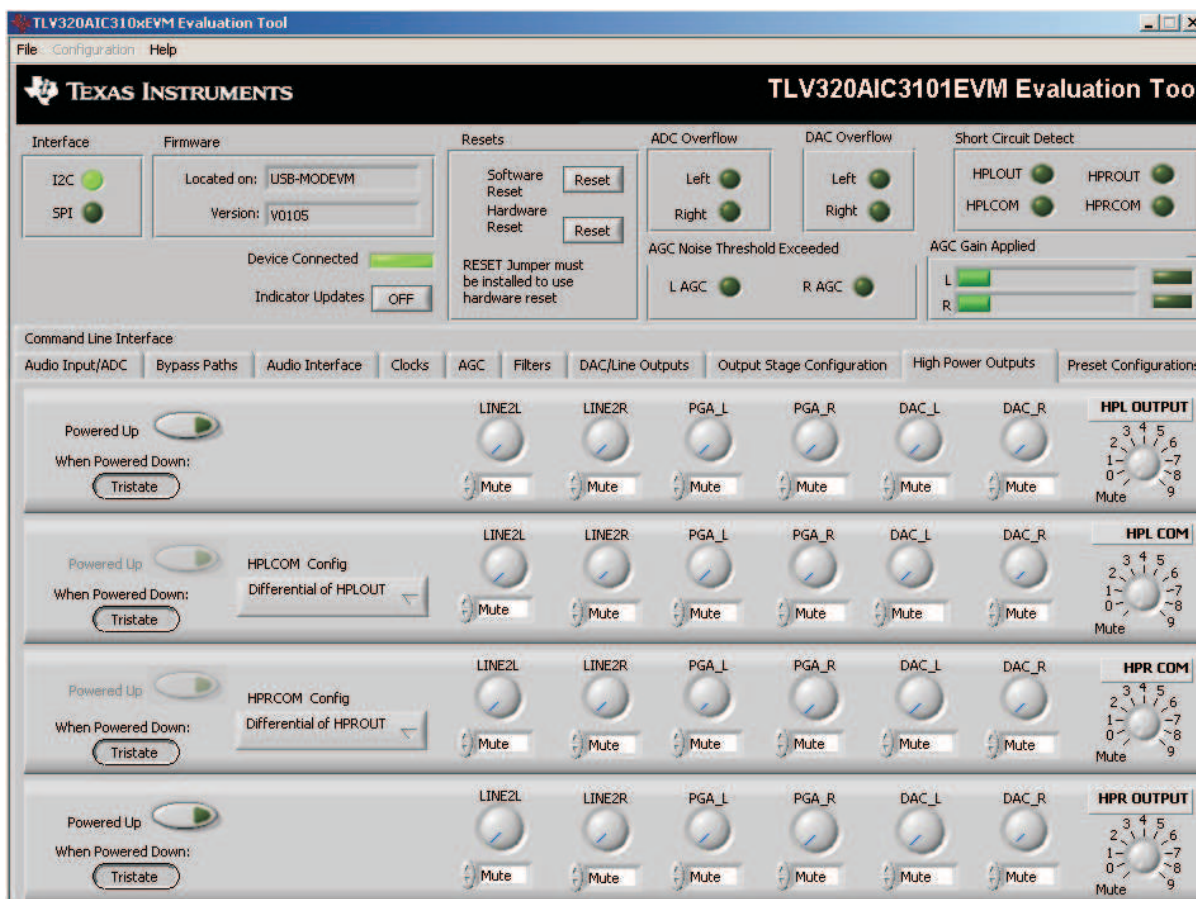 TLV320AIC310xEVM Evaluation Tool
File Configuration Help
TEXAS INSTRUMENTS
TLV320AIC3101EVM Evaluation Too
Interface
I2C
SPI
Firmware
Located on: USB-MODEVM
Version: V0105
Device Connected
Indicator Updates OFF
Resets
Software Reset Reset
Hardware Reset Reset
RESET Jumper must
be installed to use
hardware reset
ADC Overflow
Left
Right
DAC Overflow
Left
Right
Short Circuit Detect
HPLOUT HPROUT
HPLCOM HPRCOM
AGC Noise Threshold Exceeded
L AGC R AGC
AGC Gain Applied
L
R
Command Line Interface
Audio Input/ADC Bypass Paths Audio Interface Clocks AGC Filters DAC/Line Outputs Output Stage Configuration High Power Outputs Preset Configurations
Powered Up
When Powered Down:
Tristate
LINE2L LINE2R PGA_L PGA_R DAC_L DAC_R
Mute Mute Mute Mute Mute Mute
HPL OUTPUT
Mute 0 1 2 3 4 5 6 7 8 9
Powered Up
When Powered Down:
Tristate
HPLCOM Config
Differential of HPLOUT
LINE2L LINE2R PGA_L PGA_R DAC_L DAC_R
Mute Mute Mute Mute Mute Mute
HPL COM
Mute 0 1 2 3 4 5 6 7 8 9
Powered Up
When Powered Down:
Tristate
HPRCOM Config
Differential of HPROUT
LINE2L LINE2R PGA_L PGA_R DAC_L DAC_R
Mute Mute Mute Mute Mute Mute
HPR COM
Mute 0 1 2 3 4 5 6 7 8 9
Powered Up
When Powered Down:
Tristate
LINE2L LINE2R PGA_L PGA_R DAC_L DAC_R
Mute Mute Mute Mute Mute Mute
HPR OUTPUT
Mute 0 1 2 3 4 5 6 7 8 9